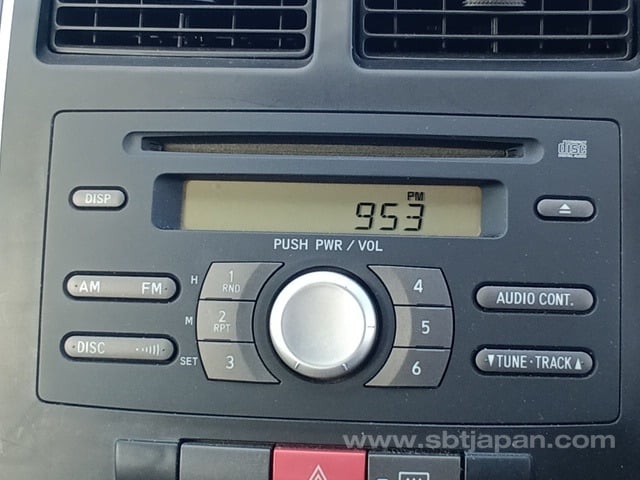 disc
DISP
PM
953
PUSH PWR / VOL
AM FM
H
1
RND
4
AUDIO CONT.
M
2
RPT
5
DISC
SET
3
6
▼TUNE・TRACK▲
www.sbtjapan.com